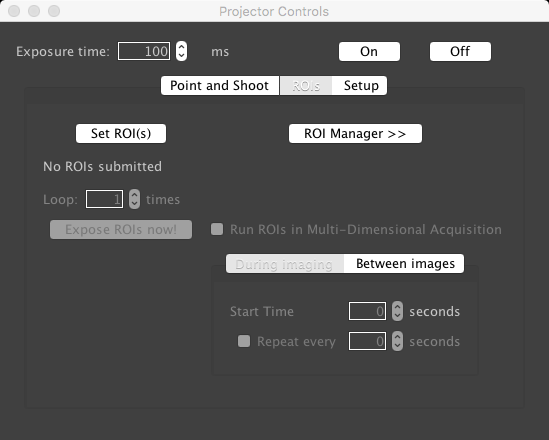 Projector Controls
Exposure time: 100 ms On Off
Point and Shoot ROIs Setup
Set ROI(s) ROI Manager >>
No ROIs submitted
Loop: 1 times
Expose ROIs now! Run ROIs in Multi-Dimensional Acquisition
During imaging Between images
Start Time 0 seconds
Repeat every 0 seconds